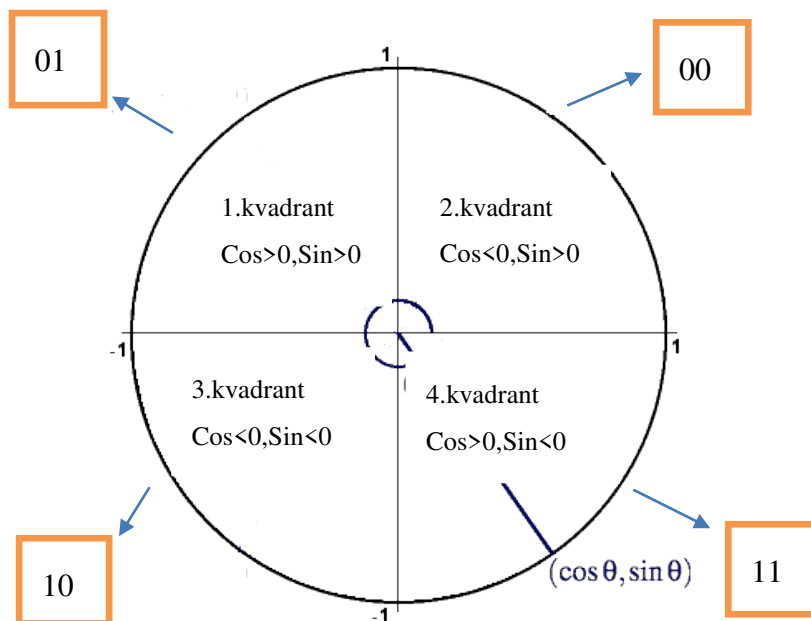 01
1
00
1.kvadrant
Cos>0,Sin>0
2.kvadrant
Cos<0,Sin>0
-1
1
3.kvadrant
Cos<0,Sin<0
4.kvadrant
Cos>0,Sin<0
10
(cos θ, sin θ)
11
-1